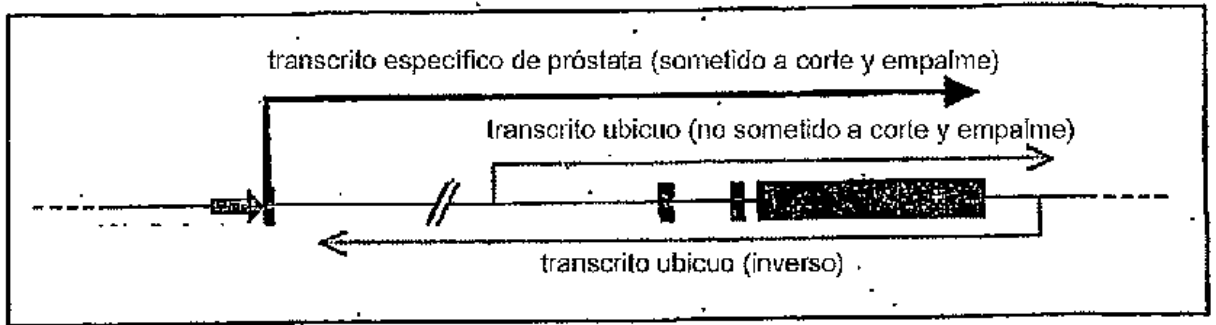 transcrito específico de próstata (sometido a corte y empalme)
transcrito ubicuo (no sometido a corte y empalme)
transcrito ubicuo (inverso)